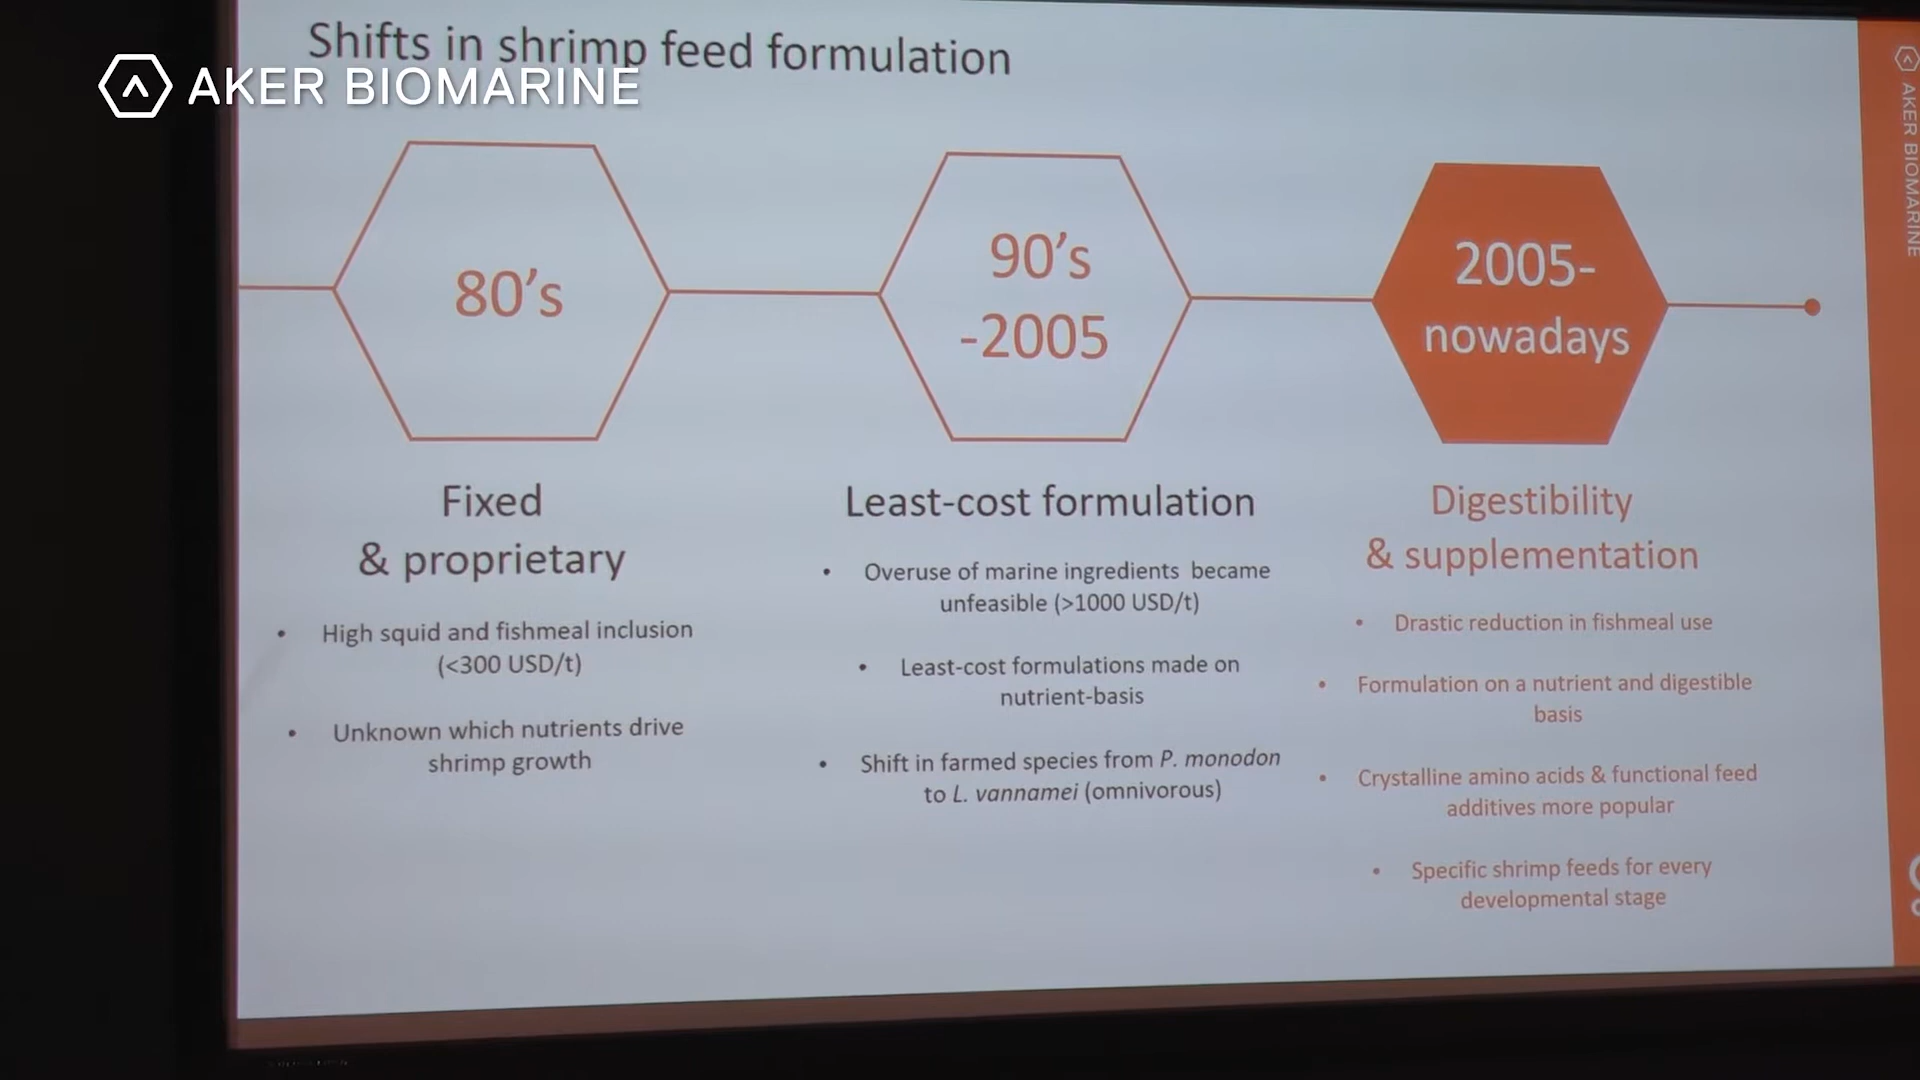 Shifts in shrimp feed formulation
AKER BIOMARINE
80's
90's
-2005
2005-
nowadays
Fixed
& proprietary
• High squid and fishmeal inclusion
(<300 USD/t)
• Unknown which nutrients drive
shrimp growth
Least-cost formulation
• Overuse of marine ingredients became
unfeasible (>1000 USD/t)
• Least-cost formulations made on
nutrient-basis
• Shift in farmed species from P. monodon
to L. vannamei (omnivorous)
Digestibility
& supplementation
• Drastic reduction in fishmeal use
• Formulation on a nutrient and digestible
basis
• Crystalline amino acids & functional feed
additives more popular
• Specific shrimp feeds for every
developmental stage
AKER BIOMARINE